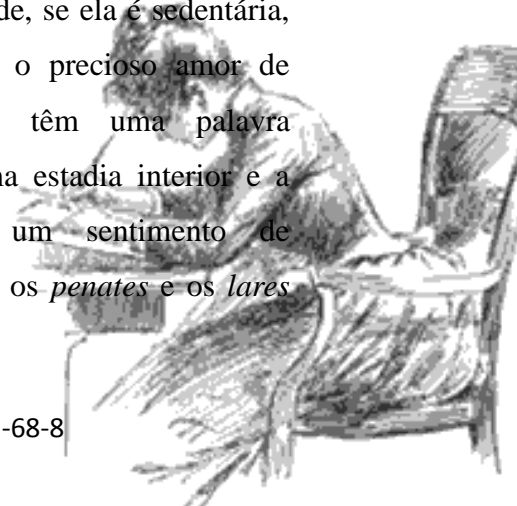 de, se ela é sedentária,
o precioso amor de
têm uma palavra
estadia interior e a
um sentimento de
os penates e os lares
-68-8